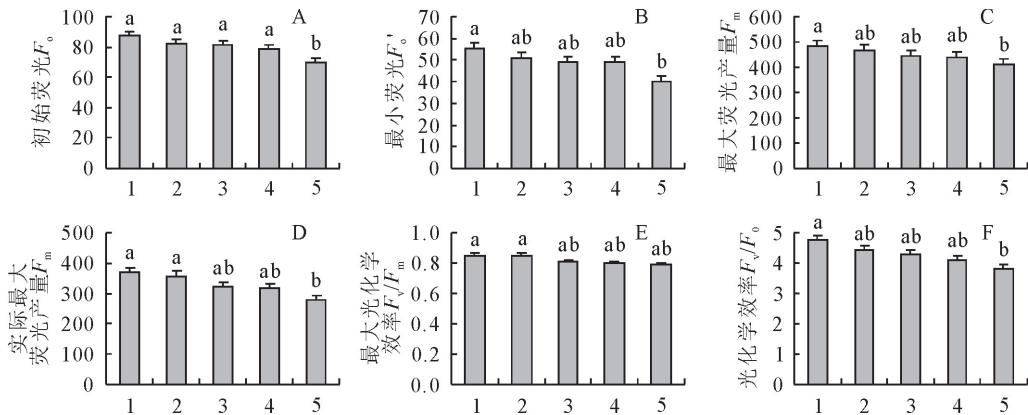 A
初始荧光Fo
100
80
60
40
20
0
a a a a b
1 2 3 4 5
B
最小荧光Fo'
70
60
50
40
30
20
10
0
a ab ab ab b
1 2 3 4 5
C
最大荧光产量Fm
600
500
400
300
200
100
0
a ab ab ab b
1 2 3 4 5
D
实际最大
荧光产量Fm
500
400
300
200
100
0
a a ab ab b
1 2 3 4 5
E
最大光化学
效率Fv/Fm
1.0
0.8
0.6
0.4
0.2
0.0
a a ab ab ab
1 2 3 4 5
F
光化学效率Fv/Fo
5
4
3
2
1
0
a ab ab ab b
1 2 3 4 5